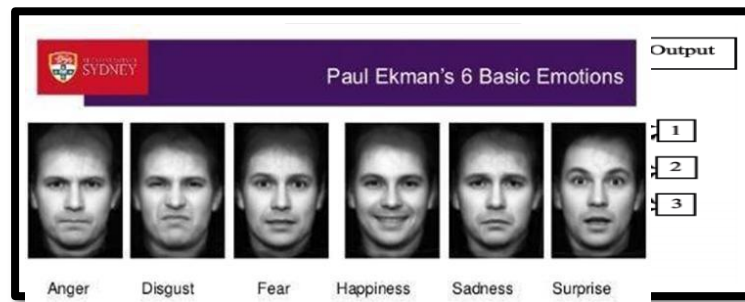 SYDNEY
Output
Paul Ekman's 6 Basic Emotions
1
2
3
Anger Disgust Fear Happiness Sadness Surprise